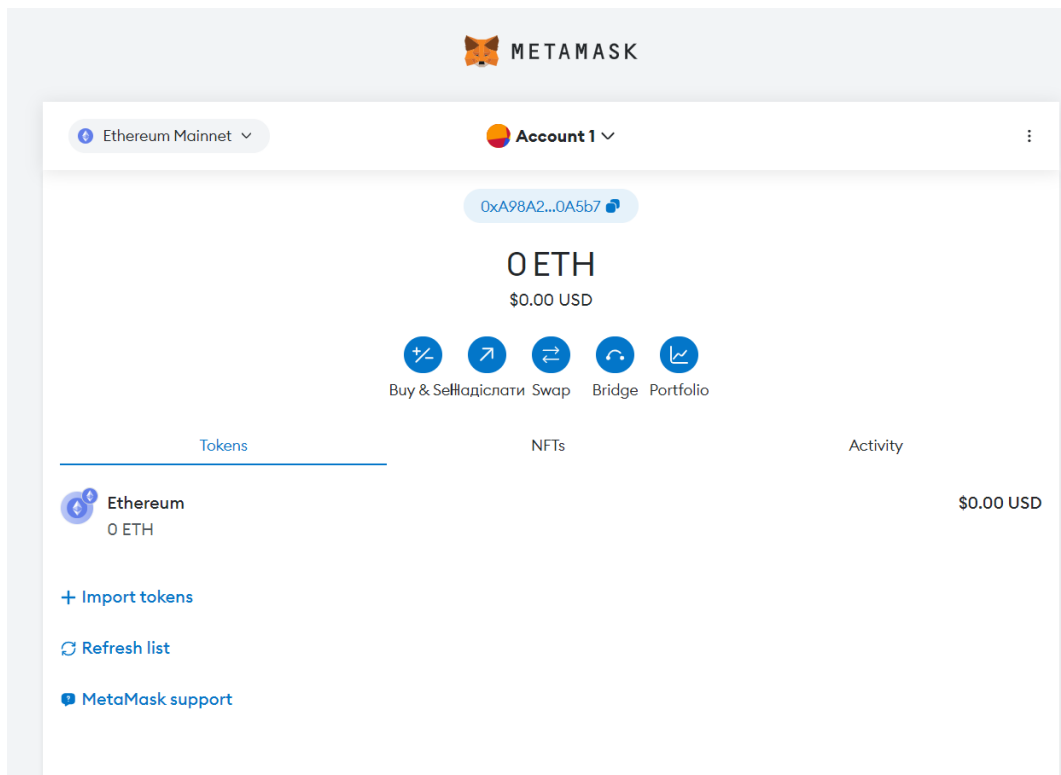 METAMASK
Ethereum Mainnet Account 1
0xA98A2...0A5b7
0 ETH
$0.00 USD
Buy & Sell Надіслати Swap Bridge Portfolio
Tokens NFTs Activity
Ethereum $0.00 USD
0 ETH
Import tokens
Refresh list
MetaMask support